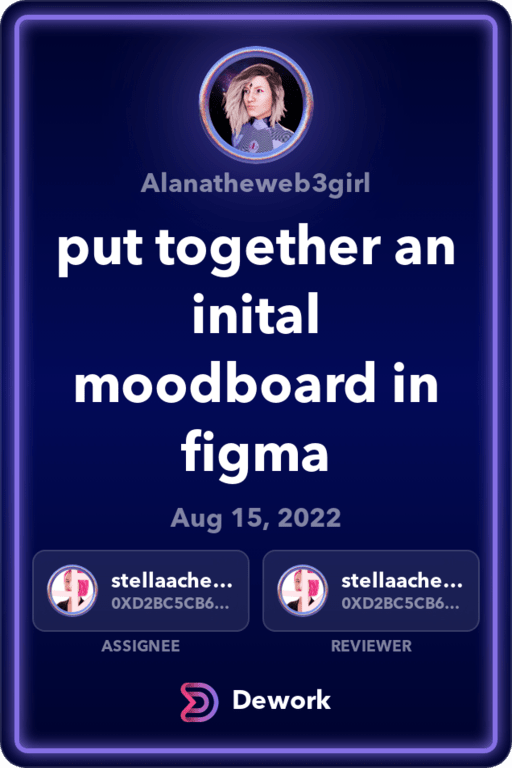 Alanatheweb3girl
put together an
inital
moodboard in
figma
Aug 15, 2022
stellaache...
0XD2BC5CB6...
ASSIGNEE
stellaache...
0XD2BC5CB6...
REVIEWER
Dework